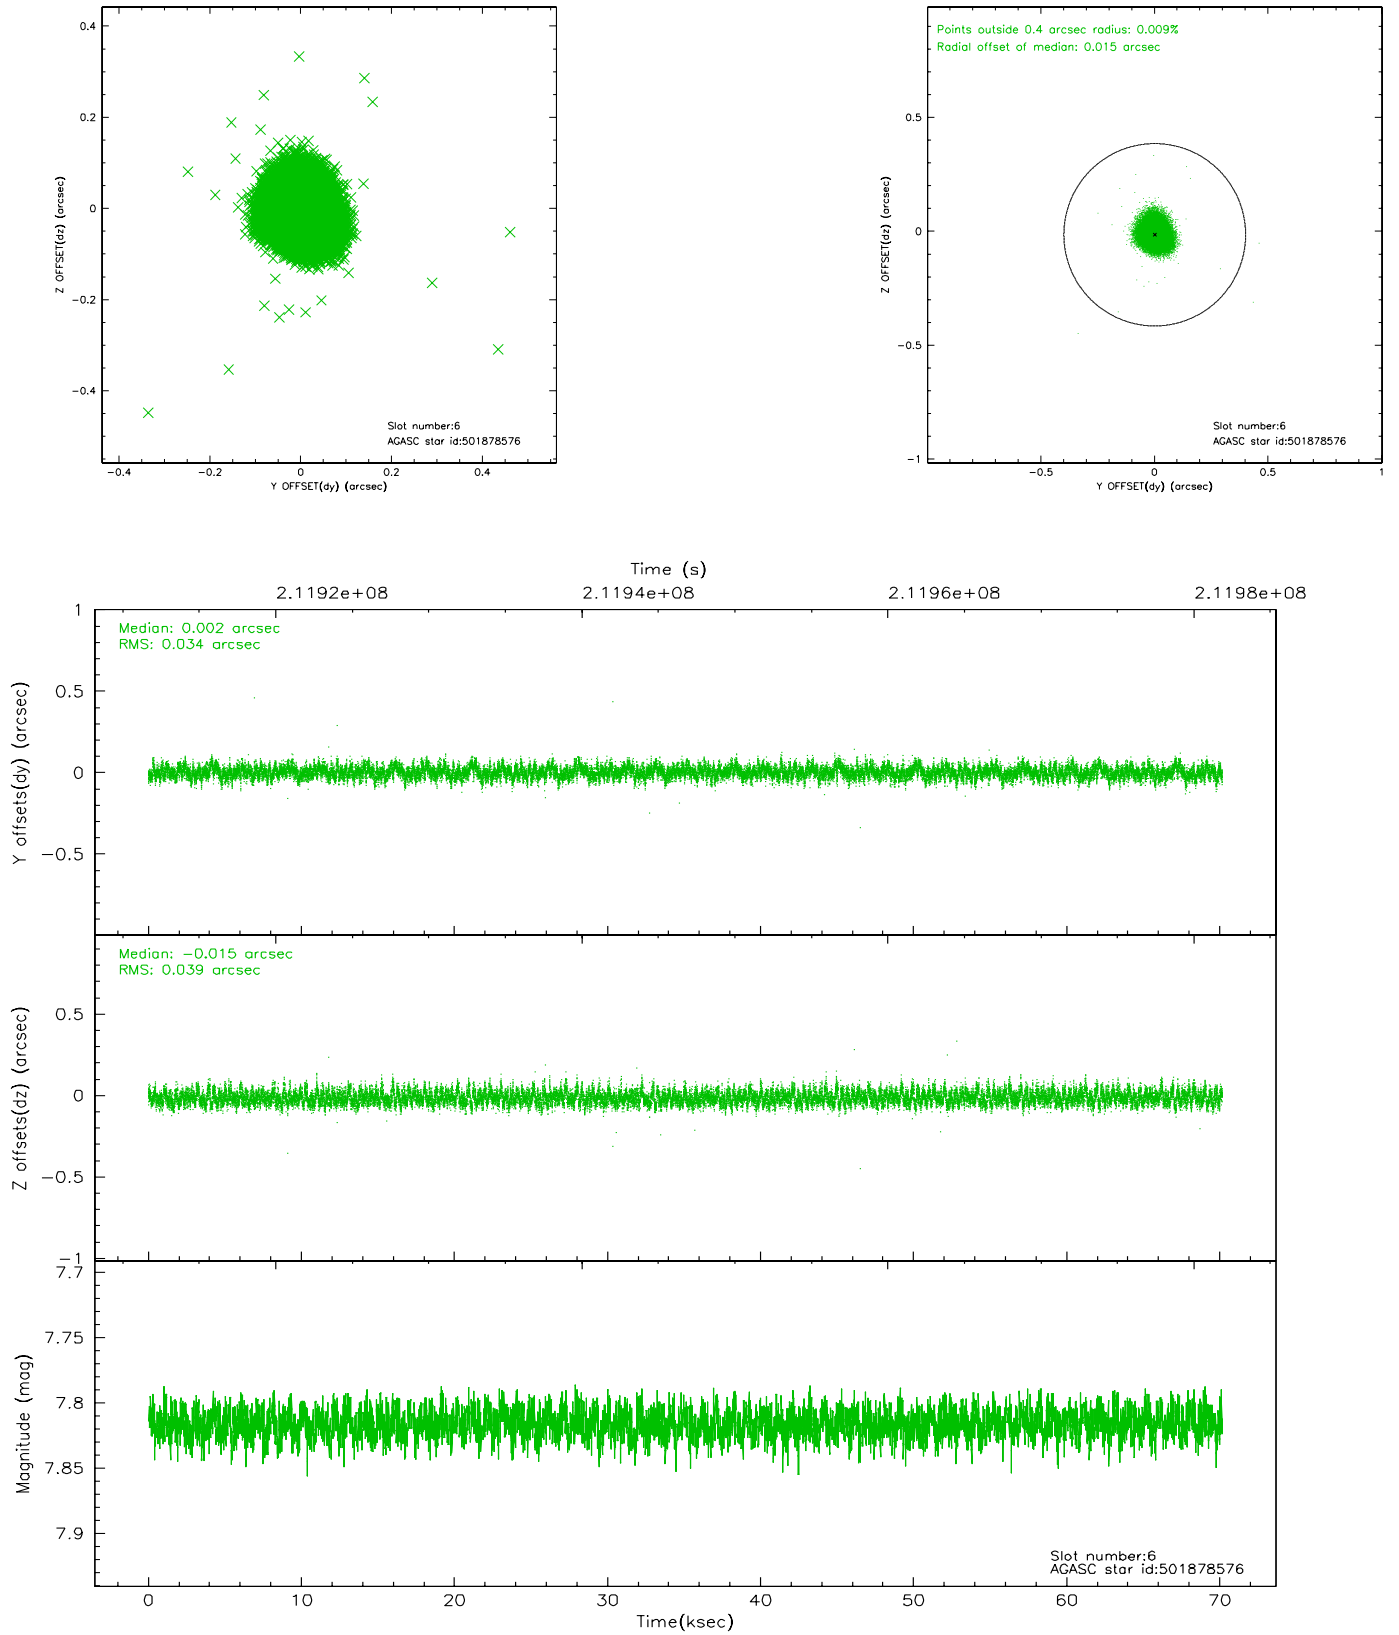 0.4
0.2
0
−0.2
−0.4
Z OFFSET(dz) (arcsec)
Slot number:6
AGASC star id:501878576
−0.4 −0.2 0 0.2 0.4
Y OFFSET(dy) (arcsec)
Points outside 0.4 arcsec radius: 0.009%
Radial offset of median: 0.015 arcsec
0.5
0
−0.5
−1
Z OFFSET(dz) (arcsec)
Slot number:6
AGASC star id:501878576
−0.5 0 0.5 1
Y OFFSET(dy) (arcsec)
Time (s)
2.1192e+08 2.1194e+08 2.1196e+08 2.1198e+08
1
0.5
0
−0.5
Y offsets(dy) (arcsec)
Median: 0.002 arcsec
RMS: 0.034 arcsec
0.5
0
−0.5
−1
Z offsets(dz) (arcsec)
Median: −0.015 arcsec
RMS: 0.039 arcsec
7.7
7.75
7.8
7.85
7.9
Magnitude (mag)
Slot number:6
AGASC star id:501878576
0 10 20 30 40 50 60 70
Time(ksec)